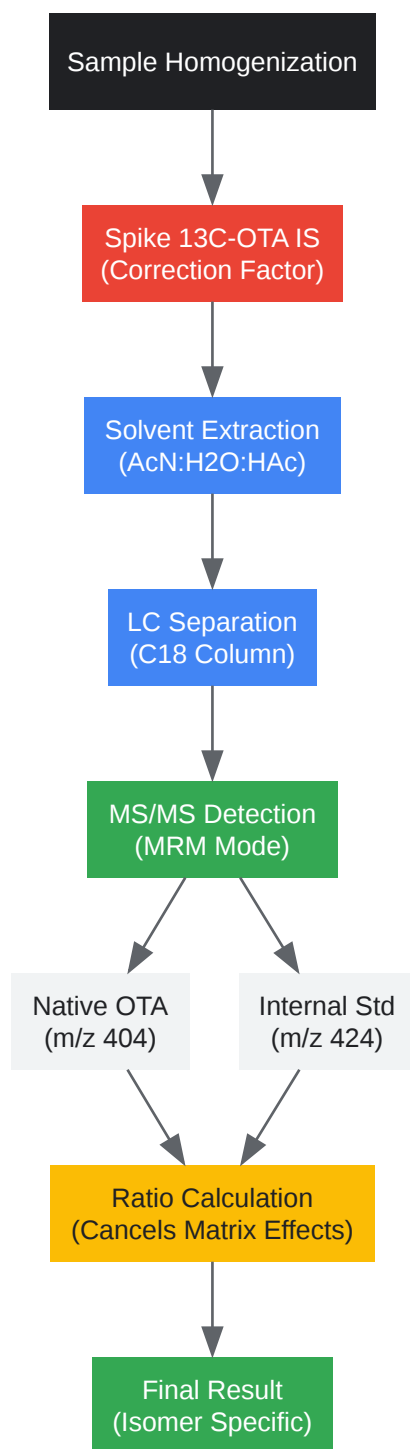 Sample Homogenization
Spike 13C-OTA IS
(Correction Factor)
Solvent Extraction
(AcN:H2O:HAc)
LC Separation
(C18 Column)
MS/MS Detection
(MRM Mode)
Native OTA
(m/z 404)
Internal Std
(m/z 424)
Ratio Calculation
(Cancels Matrix Effects)
Final Result
(Isomer Specific)